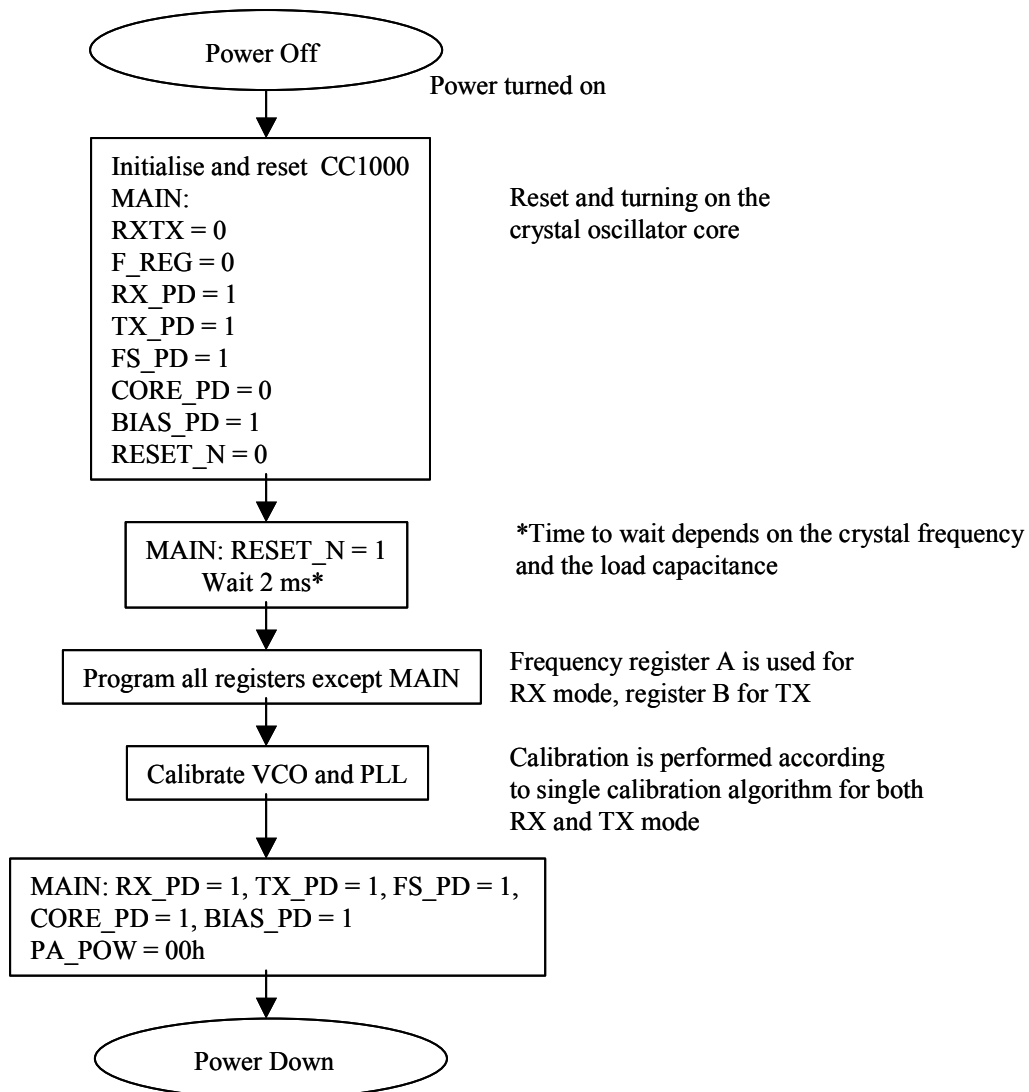 Power Off
Power turned on
Initialise and reset CC1000
MAIN:
RXTX = 0
F_REG = 0
RX_PD = 1
TX_PD = 1
FS_PD = 1
CORE_PD = 0
BIAS_PD = 1
RESET_N = 0
Reset and turning on the
crystal oscillator core
MAIN: RESET_N = 1
Wait 2 ms*
*Time to wait depends on the crystal frequency
and the load capacitance
Program all registers except MAIN
Frequency register A is used for
RX mode, register B for TX
Calibrate VCO and PLL
Calibration is performed according
to single calibration algorithm for both
RX and TX mode
MAIN: RX_PD = 1, TX_PD = 1, FS_PD = 1,
CORE_PD = 1, BIAS_PD = 1
PA_POW = 00h
Power Down